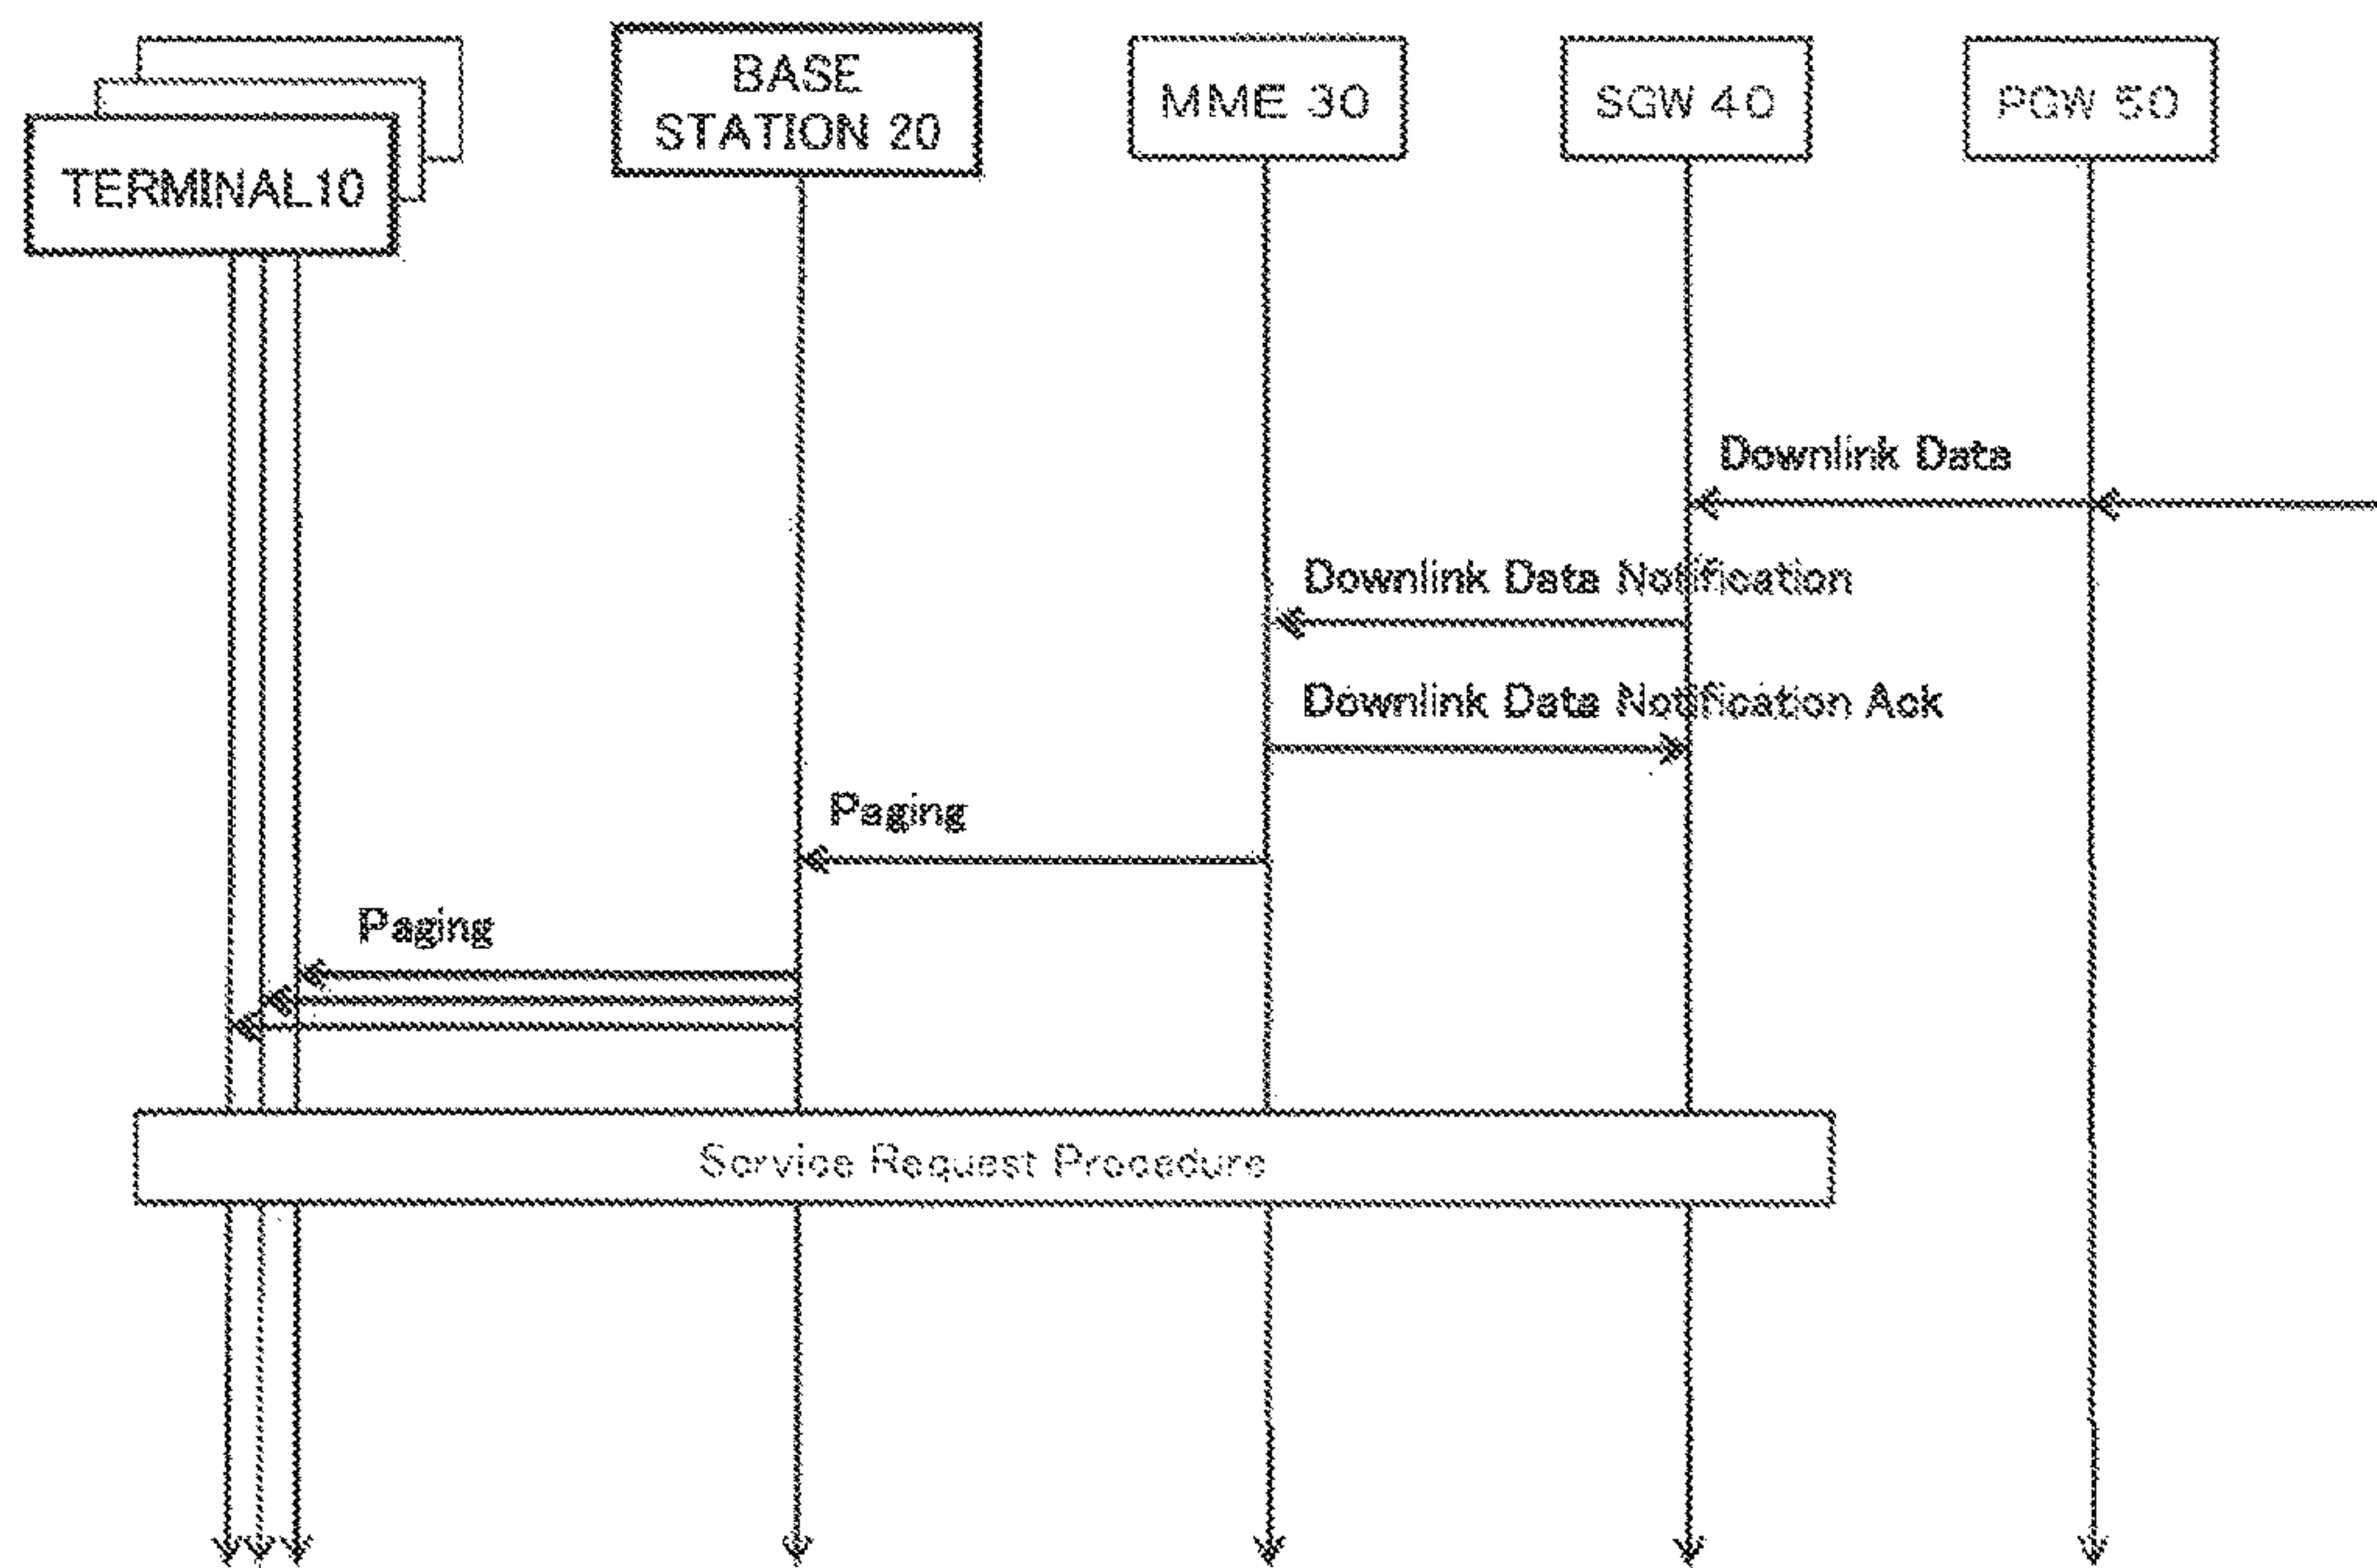 BASE
STATION 20
MME 30
SGW 40
PGW 50
TERMINAL10
Downlink Data
Downlink Data Notification
Downlink Data Notification Ack
Paging
Paging
Service Request Procedure